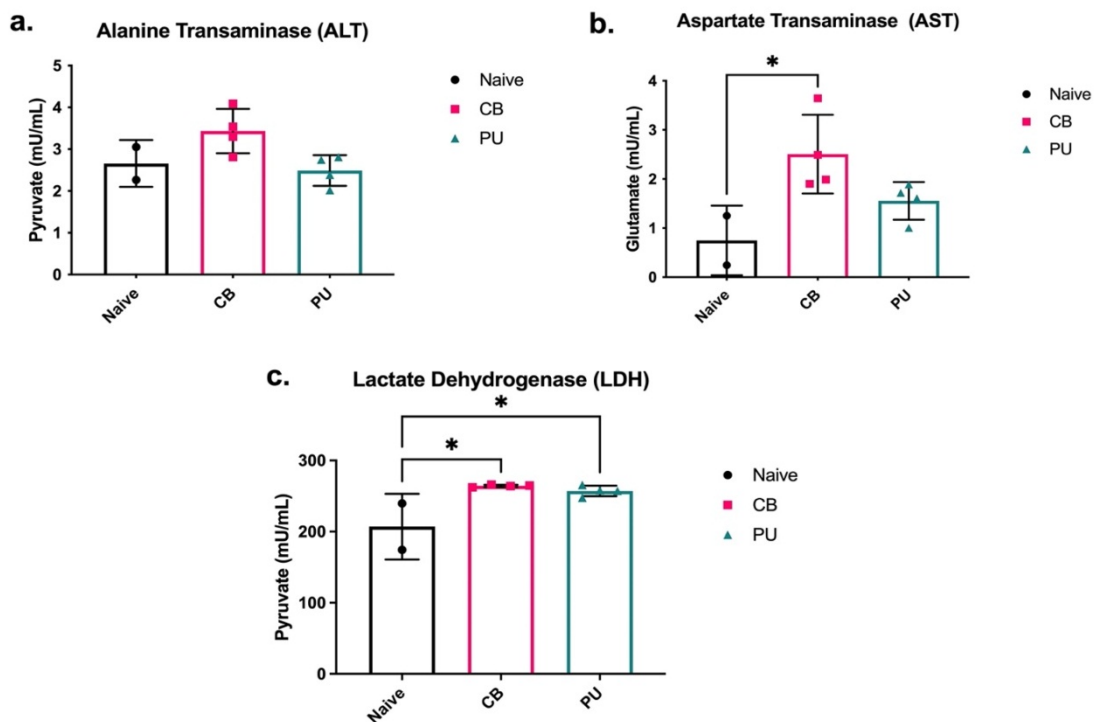 a.
Alanine Transaminase (ALT)
Pyruvate (mU/mL)
5
4
3
2
1
0
Naive
CB
PU
Naive
CB
PU
b.
Aspartate Transaminase (AST)
Glutamate (mU/mL)
4
3
2
1
0
*
Naive
CB
PU
Naive
CB
PU
c.
Lactate Dehydrogenase (LDH)
Pyruvate (mU/mL)
300
200
100
0
*
*
Naive
CB
PU
Naive
CB
PU